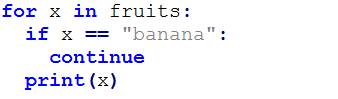 for x in fruits:
  if x == "banana":
    continue
  print(x)